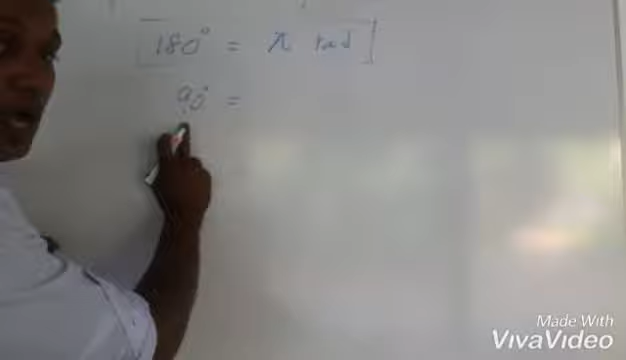 180° = π rad
90° =
Made With
VivaVideo